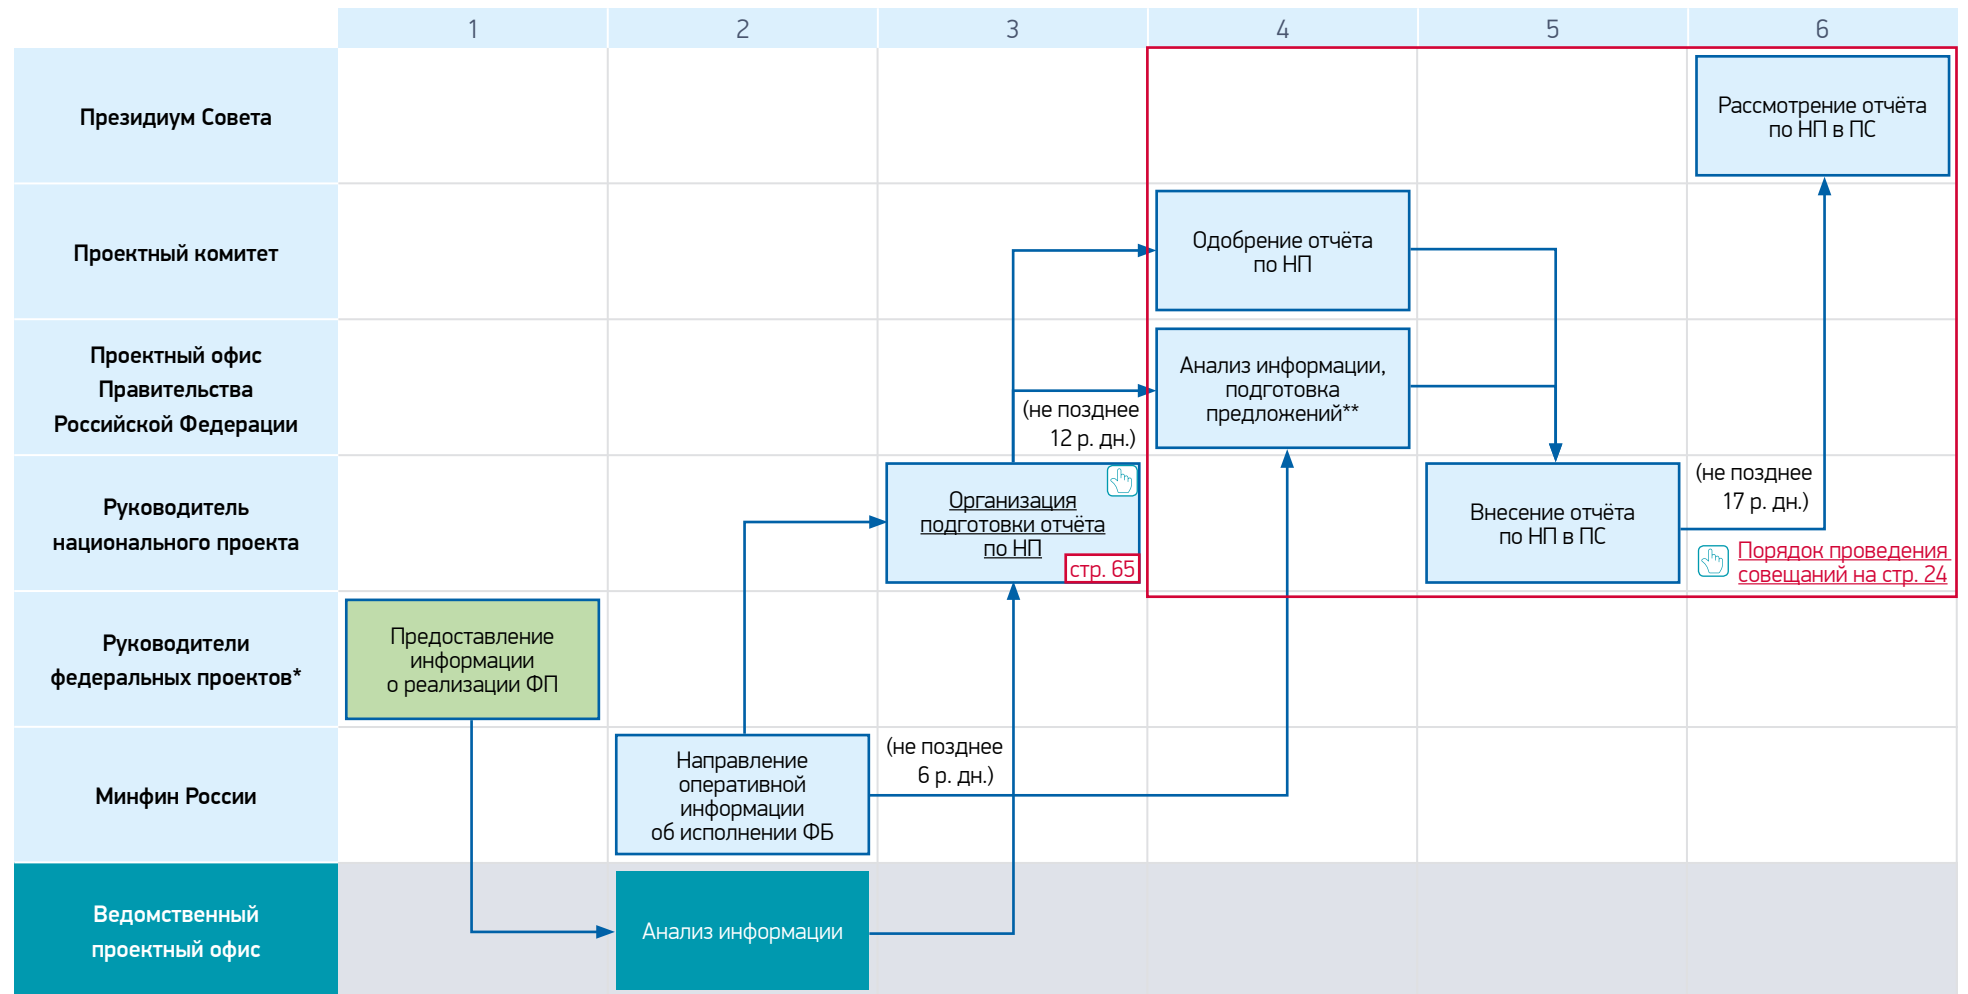 1
2
3
4
5
6
Президиум Совета
Рассмотрение отчёта
по НП в ПС
Проектный комитет
Одобрение отчёта
по НП
Проектный офис
Правительства
Российской Федерации
(не позднее
12 р. дн.)
Анализ информации,
подготовка
предложений**
Руководитель
национального проекта
Организация
подготовки отчёта
по НП
стр. 65
Внесение отчёта
по НП в ПС
(не позднее
17 р. дн.)
Порядок проведения
совещаний на стр. 24
Руководители
федеральных проектов*
Предоставление
информации
о реализации ФП
Минфин России
Направление
оперативной
информации
об исполнении ФБ
(не позднее
6 р. дн.)
Ведомственный
проектный офис
Анализ информации